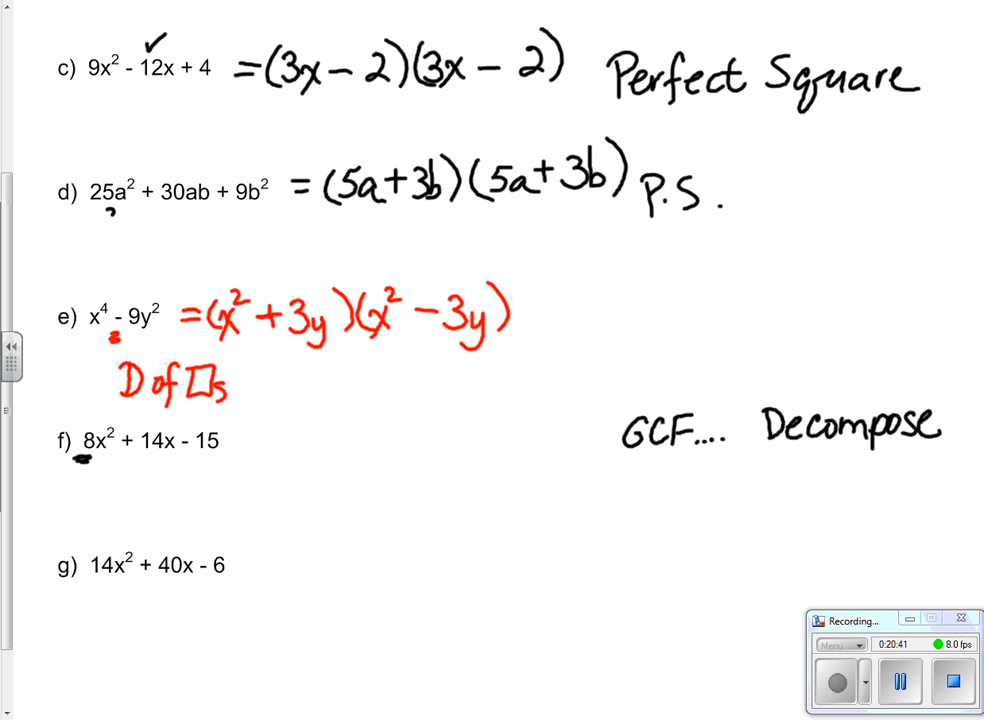 c) 9x² - 12x + 4 = (3x - 2)(3x - 2) Perfect Square
d) 25a² + 30ab + 9b² = (5a + 3b)(5a + 3b) P.S.
e) x⁴ - 9y² = (x² + 3y)(x² - 3y)
D of □s
f) 8x² + 14x - 15 GCF.... Decompose
g) 14x² + 40x - 6
Recording...
Menu 0:20:41 8.0 fps